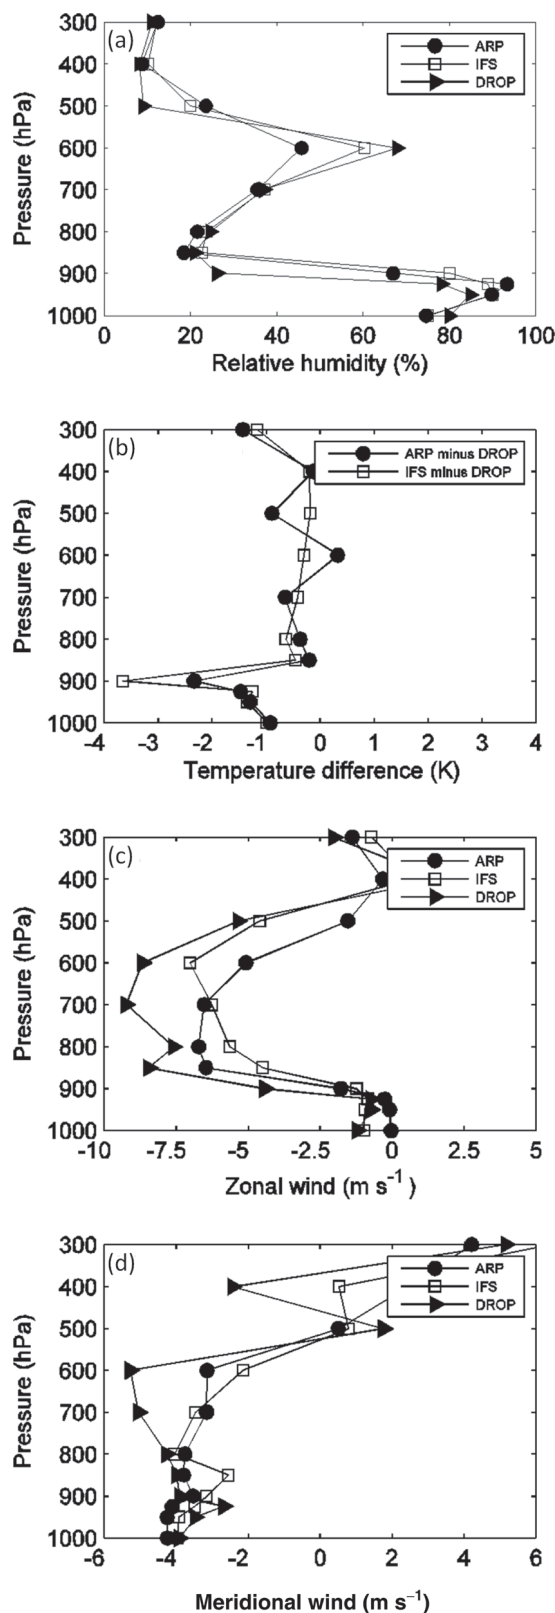 (a)
ARP
IFS
DROP
300
400
500
600
700
800
900
1000
Pressure (hPa)
0 20 40 60 80 100
Relative humidity (%)
(b)
ARP minus DROP
IFS minus DROP
300
400
500
600
700
800
900
1000
Pressure (hPa)
-4 -3 -2 -1 0 1 2 3 4
Temperature difference (K)
(c)
ARP
IFS
DROP
300
400
500
600
700
800
900
1000
Pressure (hPa)
-10 -7.5 -5 -2.5 0 2.5 5
Zonal wind (m s-1)
(d)
ARP
IFS
DROP
300
400
500
600
700
800
900
1000
Pressure (hPa)
-6 -4 -2 0 2 4 6
Meridional wind (m s−1)